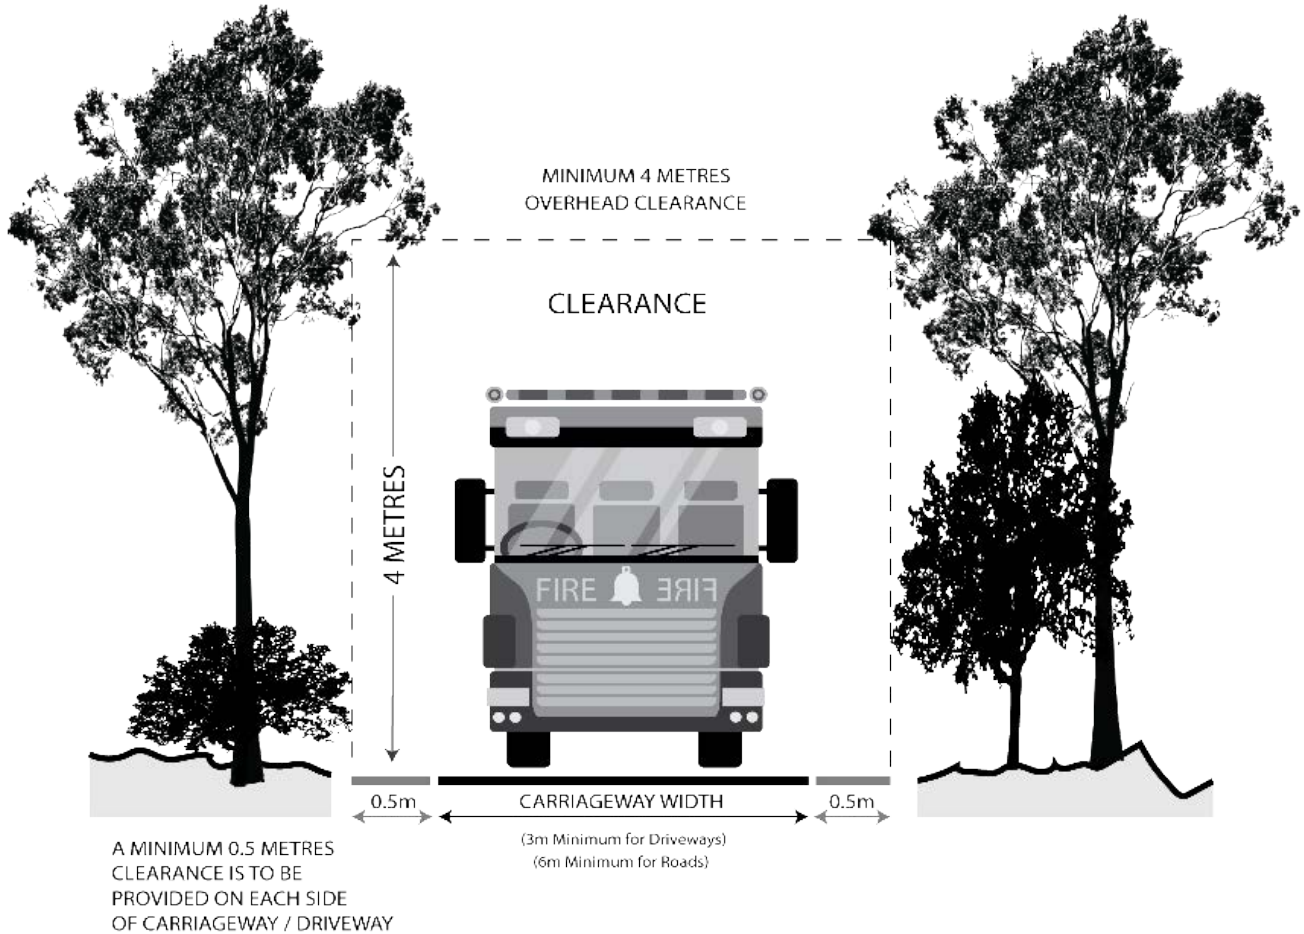 MINIMUM 4 METRES
OVERHEAD CLEARANCE
CLEARANCE
4 METRES
FIRE FIRE
0.5m
CARRIAGEWAY WIDTH
0.5m
(3m Minimum for Driveways)
(6m Minimum for Roads)
A MINIMUM 0.5 METRES
CLEARANCE IS TO BE
PROVIDED ON EACH SIDE
OF CARRIAGEWAY / DRIVEWAY